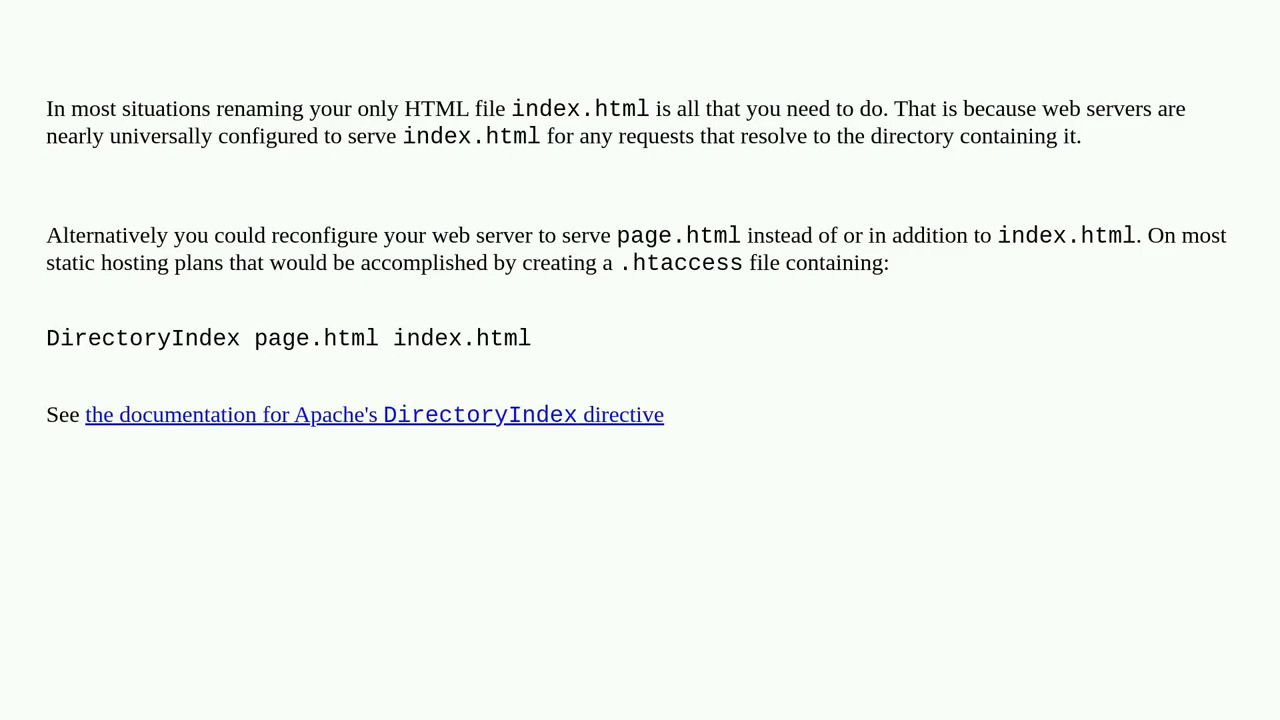 In most situations renaming your only HTML file index.html is all that you need to do. That is because web servers are
nearly universally configured to serve index.html for any requests that resolve to the directory containing it.
Alternatively you could reconfigure your web server to serve page.html instead of or in addition to index.html. On most
static hosting plans that would be accomplished by creating a .htaccess file containing:
DirectoryIndex page.html index.html
See the documentation for Apache's DirectoryIndex directive